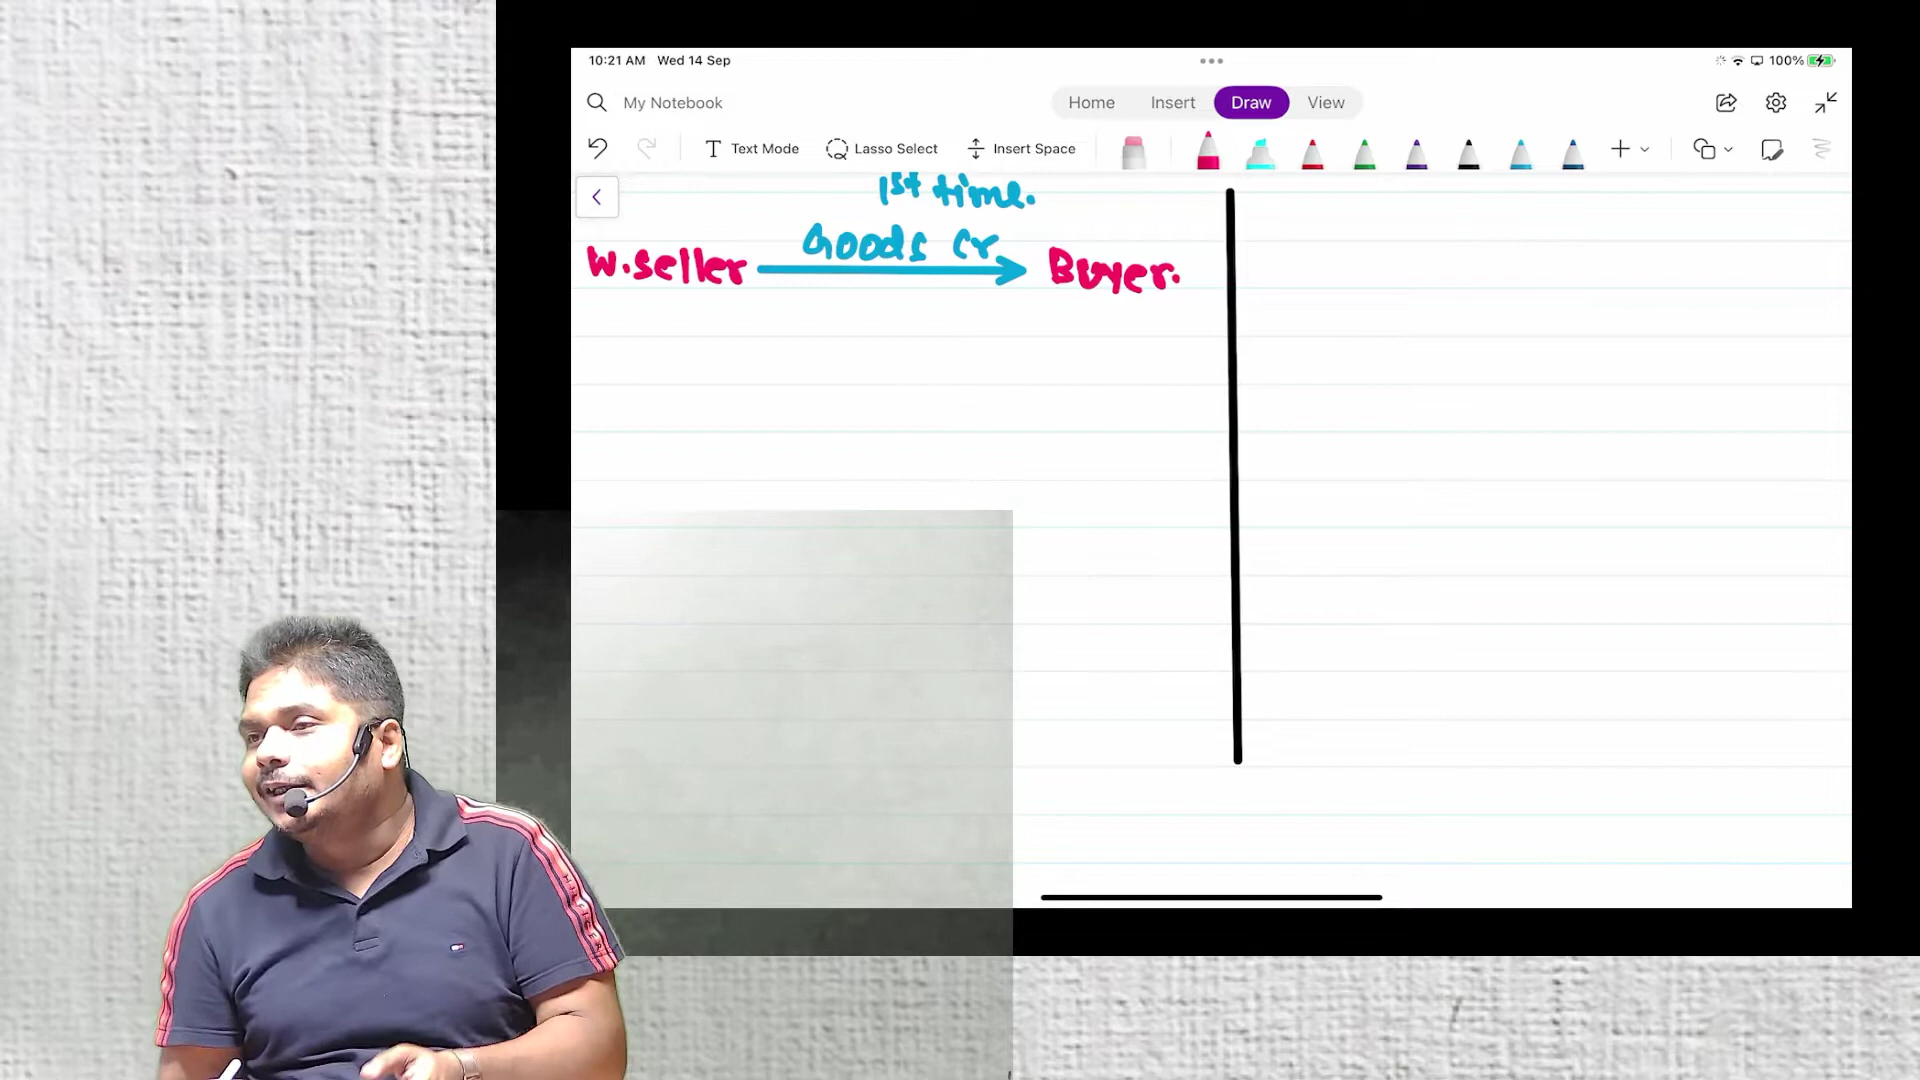 10:21 AM Wed 14 Sep
100%
My Notebook
Home Insert Draw View
Text Mode Lasso Select Insert Space
1st time.
Goods Cr
W.seller Buyer.